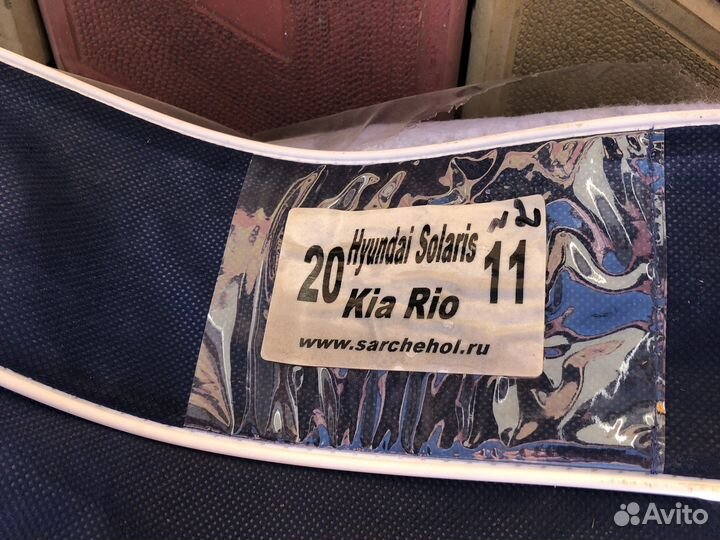 Hyundai Solaris
20 11
Kia Rio
www.sarchehol.ru
Avito